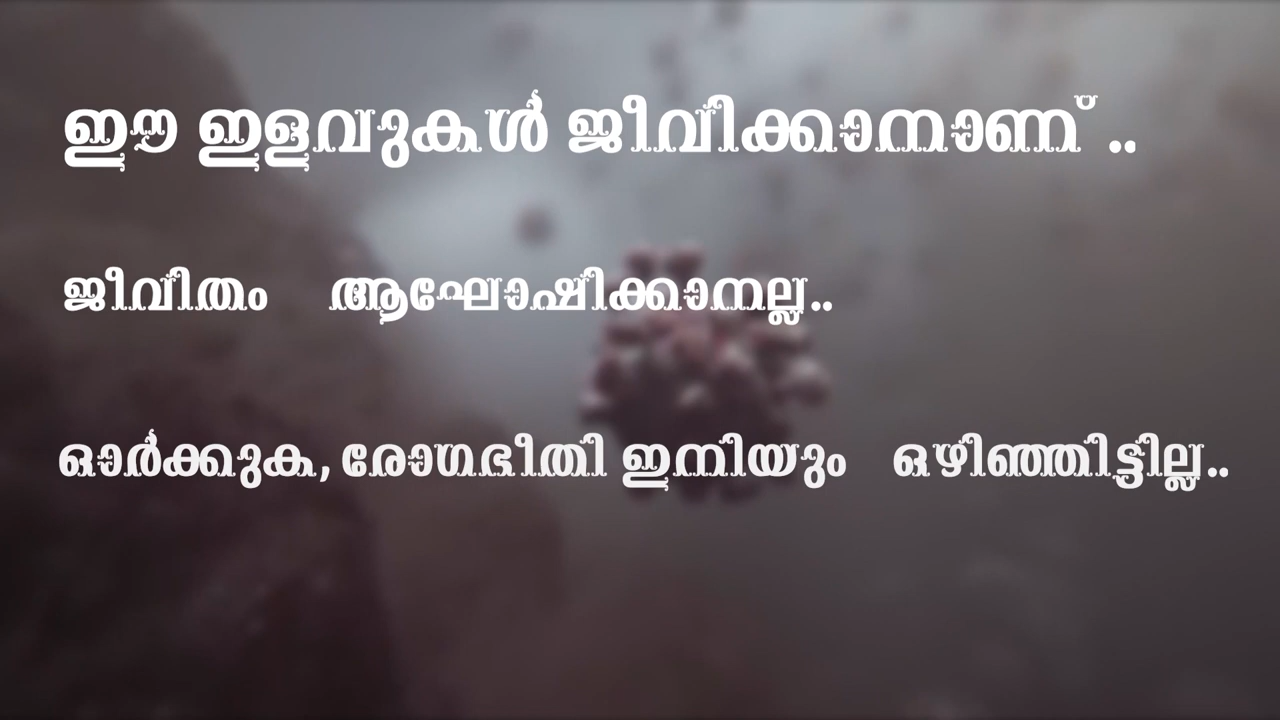 ഈ ഇളവുകൾ ജീവിക്കാനാണ് ..
ജീവിതം ആഘോഷിക്കാനല്ല..
ഓർക്കുക, രോഗഭീതി ഇനിയും ഒഴിഞ്ഞിട്ടില്ല..